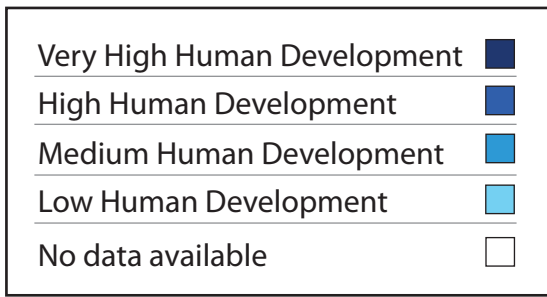 Very High Human Development
High Human Development
Medium Human Development
Low Human Development
No data available